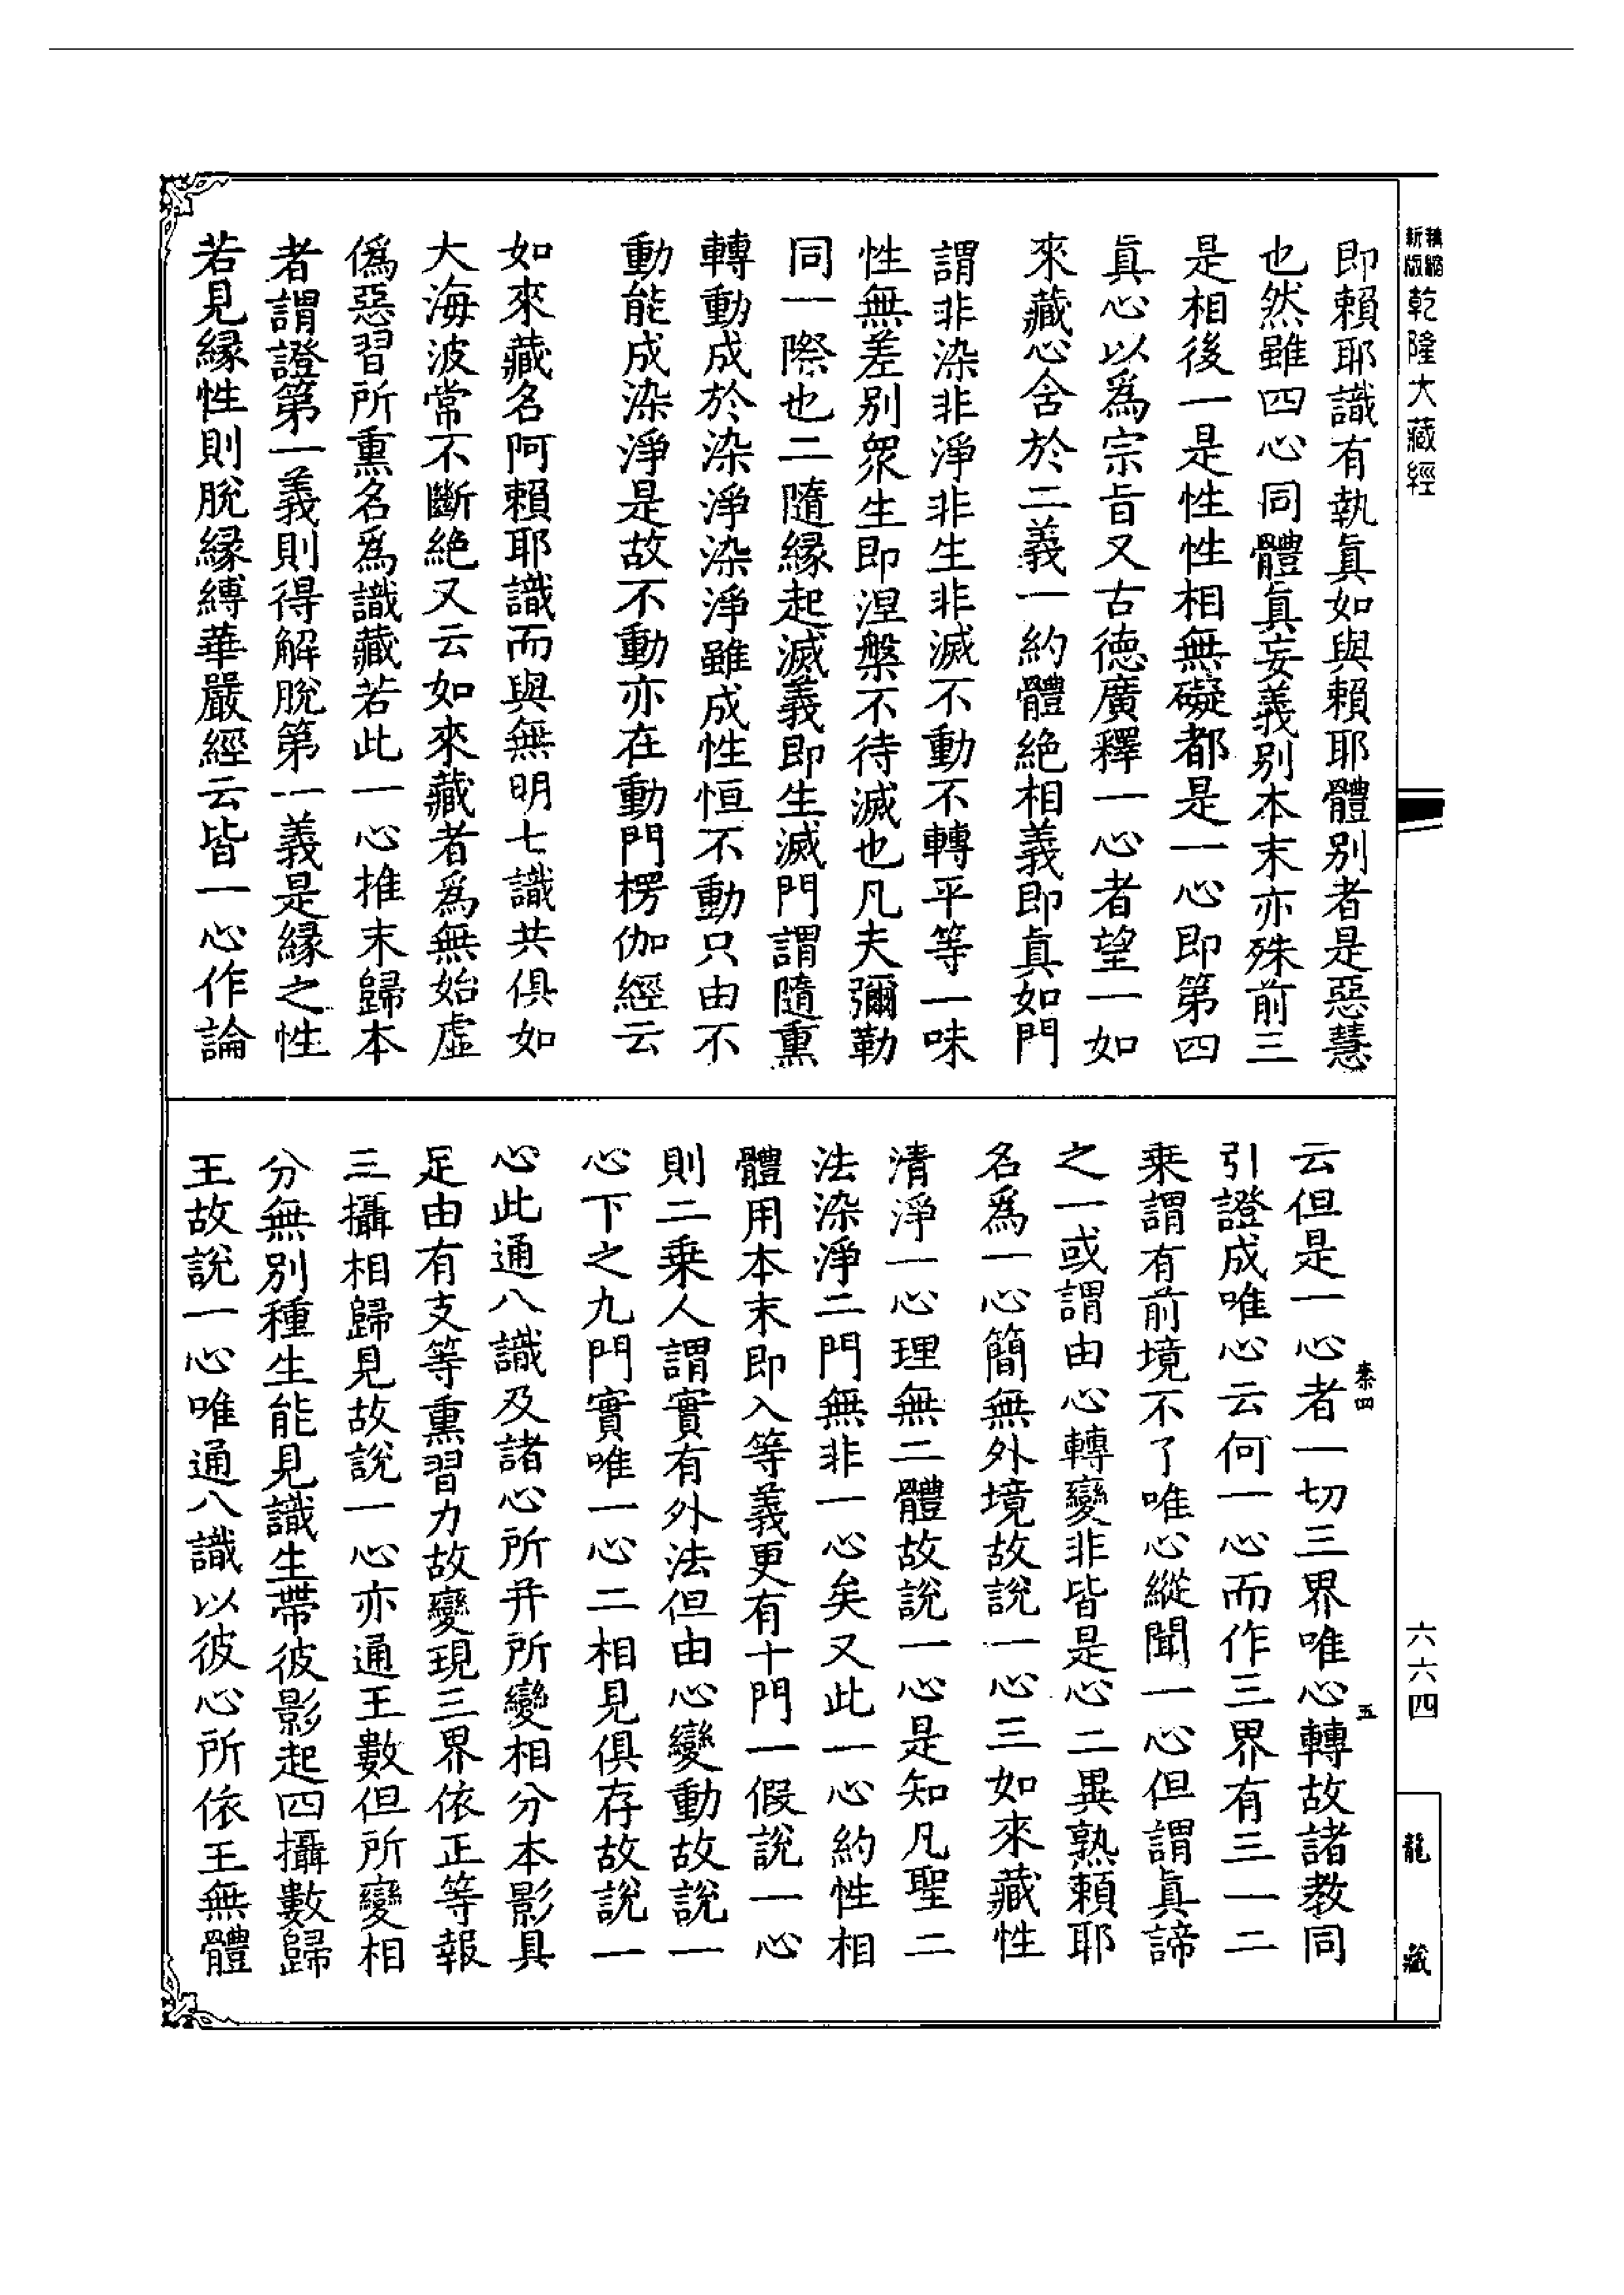 新版精縮乾隆大藏經
即賴耶識有執真如與賴耶體別者是惡慧
也然雖四心同體真妄義別本末亦殊前三
是相後一是性性相無礙都是一心即第四
真心以為宗旨又古德廣釋一心者望一如
來藏心含於二義一約體絕相義即真如門
謂非染非淨非生非滅不動不轉平等一味
性無差別眾生即涅槃不待滅也凡夫彌勒
同一際也二隨緣起滅義即生滅門謂隨熏
轉動成於染淨染淨雖成性恒不動只由不
動能成染淨是故不動亦在動門楞伽經云
如來藏名阿賴耶識而與無明七識共俱如
大海波常不斷絕又云如來藏者為無始虛
偽惡習所熏名為識藏若此一心推末歸本
者謂證第一義則得解脫第一義是緣之性
若見緣性則脫緣縛華嚴經云皆一心作論
云但是一心者一切三界唯心轉故諸教同
引證成唯心云何一心而作三界有三一二
乘謂有前境不了唯心縱聞一心但謂真諦
之一或謂由心轉變非皆是心二異熟賴耶
名為一心簡無外境故說一心三如來藏性
清淨一心理無二體故說一心是知凡聖二
法染淨二門無非一心矣又此一心約性相
體用本末即入等義更有十門一假說一心
則二乘人謂實有外法但由心變動故說一
心下之九門實唯一心二相見俱存故說一
心此通八識及諸心所并所變相分本影具
足由有支等熏習力故變現三界依正等報
三攝相歸見故說一心亦通王數但所變相
分無別種生能見識生帶彼影起四攝數歸
王故說一心唯通八識以彼心所依王無體
秦四
五
六六四
龍藏